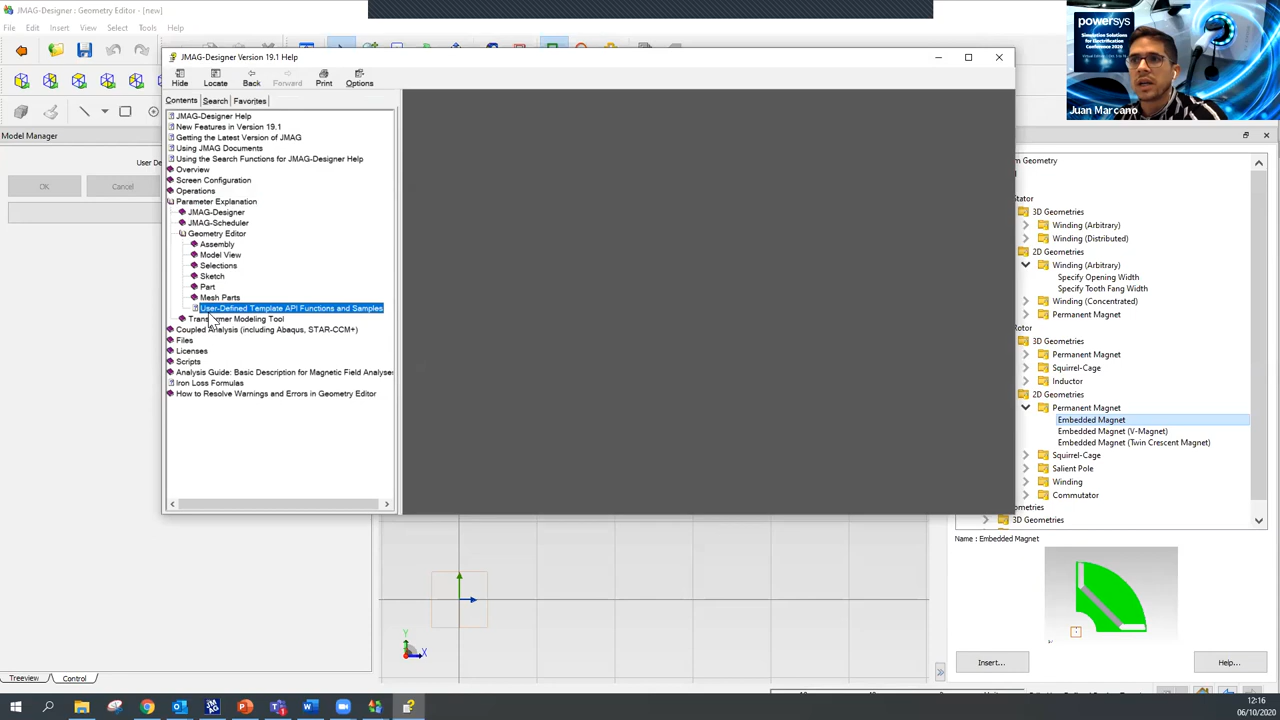 JMAG-Designer : Geometry Editor - [new]
File Edit Insert View Select Tools
JMAG-Designer Version 19.1 Help
Hide Locate Back Forward Print Options
Contents Search Favorites
JMAG-Designer Help
New Features in Version 19.1
Getting the Latest Version of JMAG
Using JMAG Documents
Using the Search Functions for JMAG-Designer Help
Overview
Screen Configuration
Operations
Parameter Explanation
JMAG-Designer
JMAG-Scheduler
Geometry Editor
Assembly
Model View
Selections
Sketch
Part
Mesh Parts
User-Defined Template API Functions and Samples
Transformer Modeling Tool
Coupled Analysis (including Abaqus, STAR-CCM+)
Files
Licenses
Scripts
Analysis Guide: Basic Description for Magnetic Field Analyses
Iron Loss Formulas
How to Resolve Warnings and Errors in Geometry Editor
Model Manager
User De
OK Cancel
powersys
Simulation Solutions
for Electrification
Conference 2020
Juan Marcano
m Geometry
Stator
3D Geometries
Winding (Arbitrary)
Winding (Distributed)
2D Geometries
Winding (Arbitrary)
Specify Opening Width
Specify Tooth Fang Width
Winding (Concentrated)
Permanent Magnet
Rotor
3D Geometries
Permanent Magnet
Squirrel-Cage
Inductor
2D Geometries
Permanent Magnet
Embedded Magnet
Embedded Magnet (V-Magnet)
Embedded Magnet (Twin Crescent Magnet)
Squirrel-Cage
Salient Pole
Winding
Commutator
ometries
3D Geometries
Name : Embedded Magnet
Insert... Help...
Y
X
Treeview Control
12:16
06/10/2020